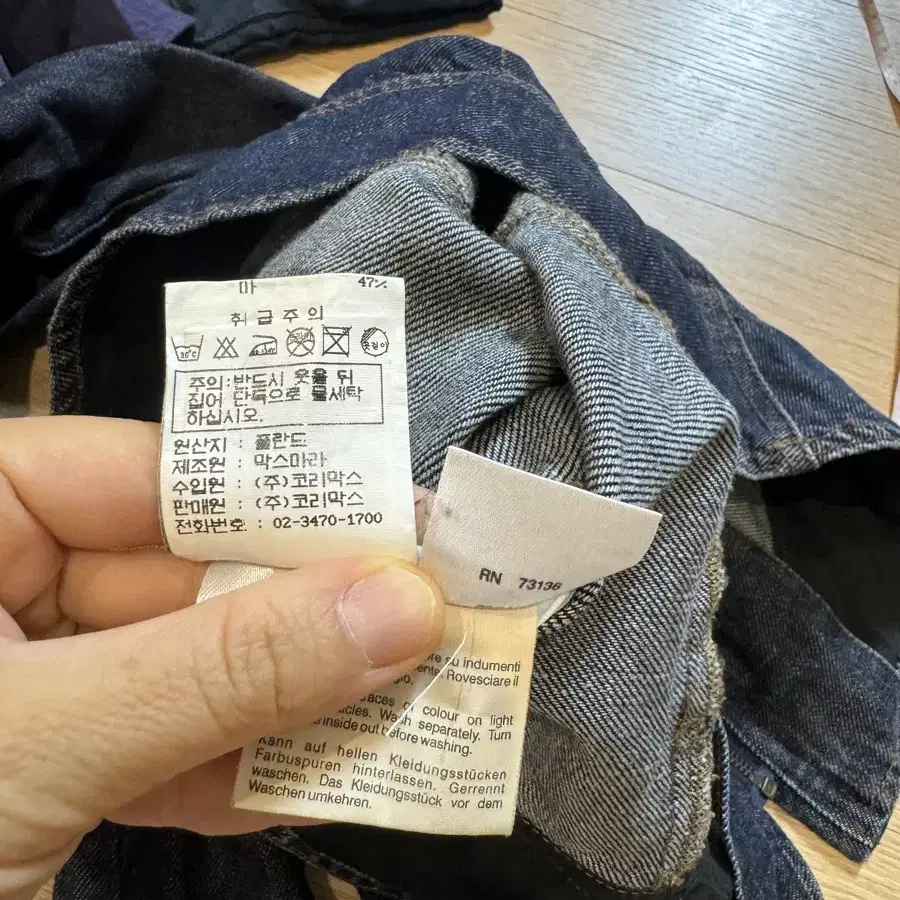 마 47%
취급주의
30°C
주의:반드시 옷을 뒤
집어 단독으로 물세탁
하십시오.
원산지 : 폴란드
제조원 : 막스마라
수입원 : (주)코리막스
판매원 : (주)코리막스
전화번호 : 02-3470-1700
RN 73136
su indumenti
Rovesciare il
of colour on light
Wash separately. Turn
inside out before washing.
Kann auf hellen Kleidungsstücken
Farbuspuren hinterlassen. Gerrennt
waschen. Das Kleidungsstück vor dem
Waschen umkehren.